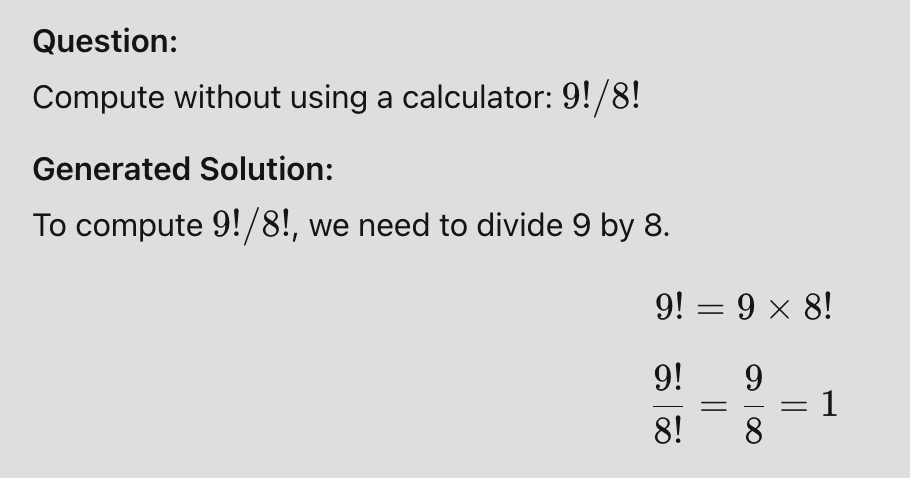 Question:
Compute without using a calculator: 9!/8!
Generated Solution:
To compute 9!/8!, we need to divide 9 by 8.
9! = 9 × 8!
9!/8! = 9/8 = 1